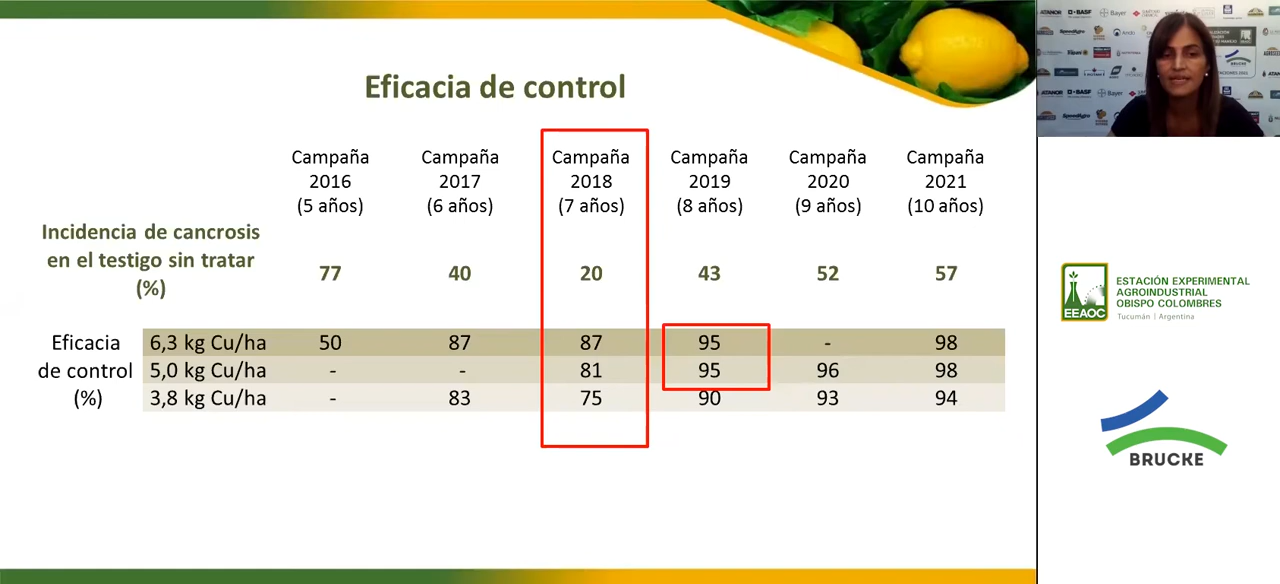 Eficacia de control
Campaña 2016 (5 años)
Campaña 2017 (6 años)
Campaña 2018 (7 años)
Campaña 2019 (8 años)
Campaña 2020 (9 años)
Campaña 2021 (10 años)
Incidencia de cancrosis
en el testigo sin tratar
(%)
77 40 20 43 52 57
Eficacia
de control
(%)
6,3 kg Cu/ha 50 87 87 95 - 98
5,0 kg Cu/ha - - 81 95 96 98
3,8 kg Cu/ha - 83 75 90 93 94
ATANOR
BASF
Bayer
SpeedAgro
Ando
BRUCKE
ESTACIÓN EXPERIMENTAL
AGROINDUSTRIAL
OBISPO COLOMBRES
Tucumán | Argentina
EEAOC
BRUCKE